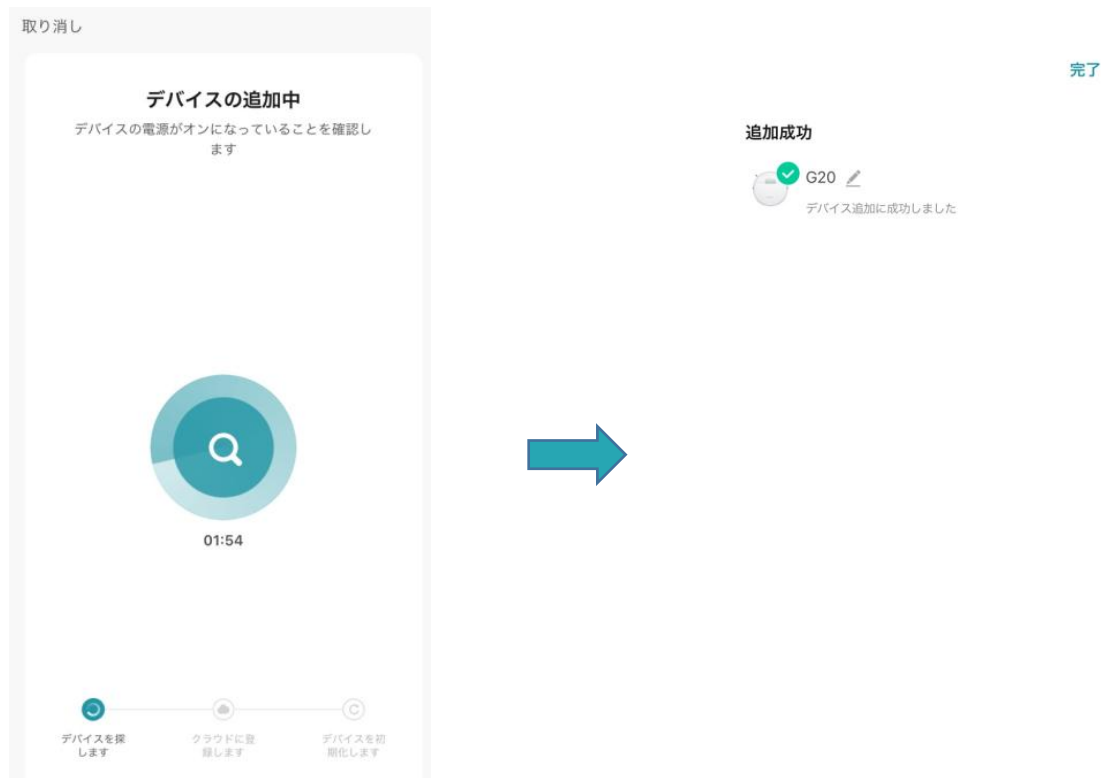 取り消し
デバイスの追加中
デバイスの電源がオンになっていることを確認し
ます
01:54
デバイスを探
します
クラウドに登
録します
デバイスを初
期化します
完了
追加成功
G20
デバイス追加に成功しました